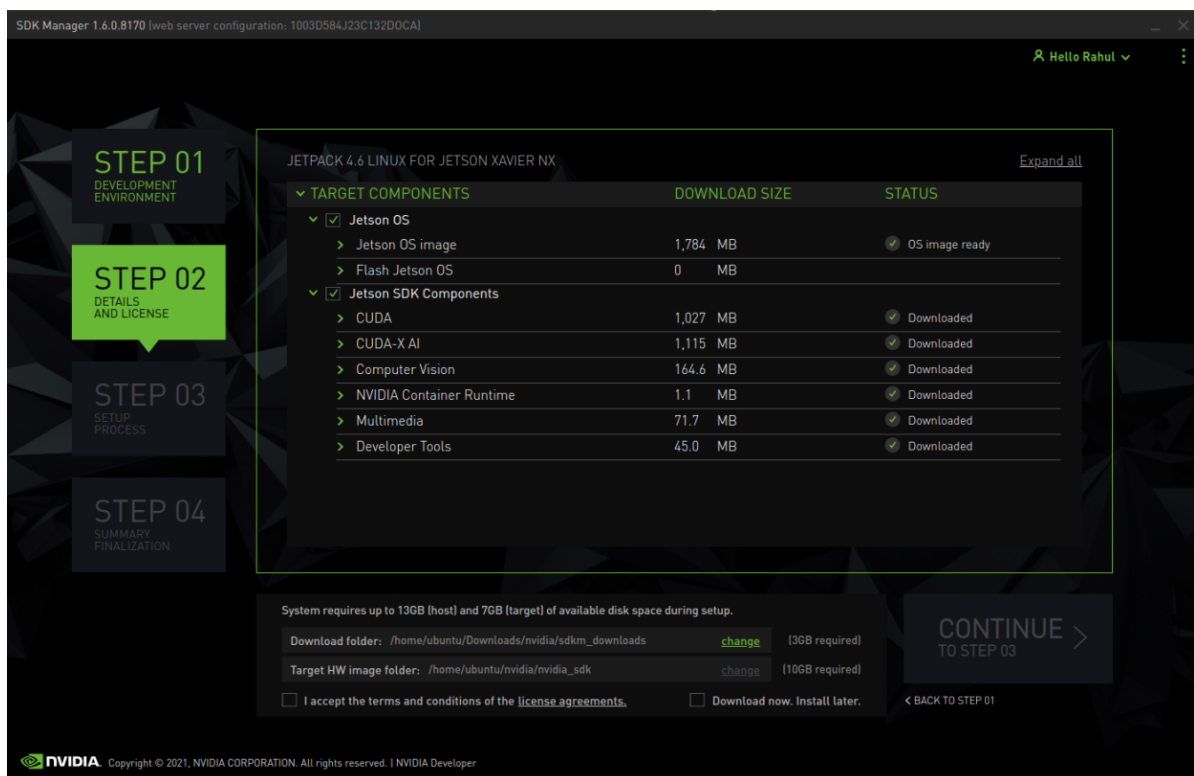 SDK Manager 1.6.0.8170 (web server configuration: 1003D584J23C132DOCA)
Hello Rahul
STEP 01
DEVELOPMENT
ENVIRONMENT
STEP 02
DETAILS
AND LICENSE
STEP 03
SETUP
PROCESS
STEP 04
SUMMARY
FINALIZATION
JETPACK 4.6 LINUX FOR JETSON XAVIER NX Expand all
TARGET COMPONENTS DOWNLOAD SIZE STATUS
Jetson OS
Jetson OS image 1,784 MB OS image ready
Flash Jetson OS 0 MB
Jetson SDK Components
CUDA 1,027 MB Downloaded
CUDA-X AI 1,115 MB Downloaded
Computer Vision 164.6 MB Downloaded
NVIDIA Container Runtime 1.1 MB Downloaded
Multimedia 71.7 MB Downloaded
Developer Tools 45.0 MB Downloaded
System requires up to 13GB (host) and 7GB (target) of available disk space during setup.
Download folder: /home/ubuntu/Downloads/nvidia/sdkm_downloads change (3GB required)
Target HW image folder: /home/ubuntu/nvidia/nvidia_sdk change (10GB required)
I accept the terms and conditions of the license agreements. Download now. Install later.
CONTINUE
TO STEP 03
BACK TO STEP 01
NVIDIA. Copyright © 2021, NVIDIA CORPORATION. All rights reserved. | NVIDIA Developer